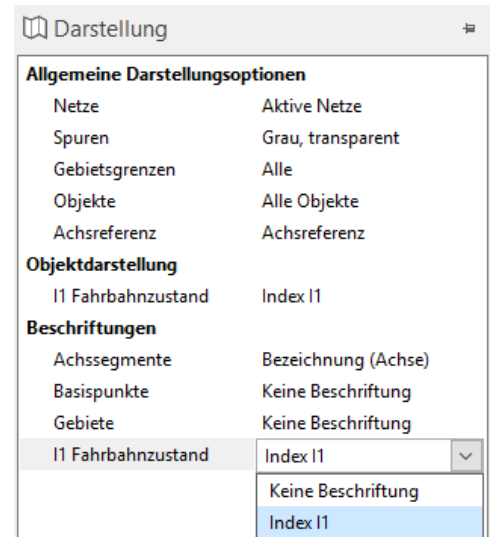 Darstellung
Allgemeine Darstellungsoptionen
Netze Aktive Netze
Spuren Grau, transparent
Gebietsgrenzen Alle
Objekte Alle Objekte
Achsreferenz Achsreferenz
Objektdarstellung
I1 Fahrbahnzustand Index I1
Beschriftungen
Achssegmente Bezeichnung (Achse)
Basispunkte Keine Beschriftung
Gebiete Keine Beschriftung
I1 Fahrbahnzustand Index I1
Keine Beschriftung
Index I1